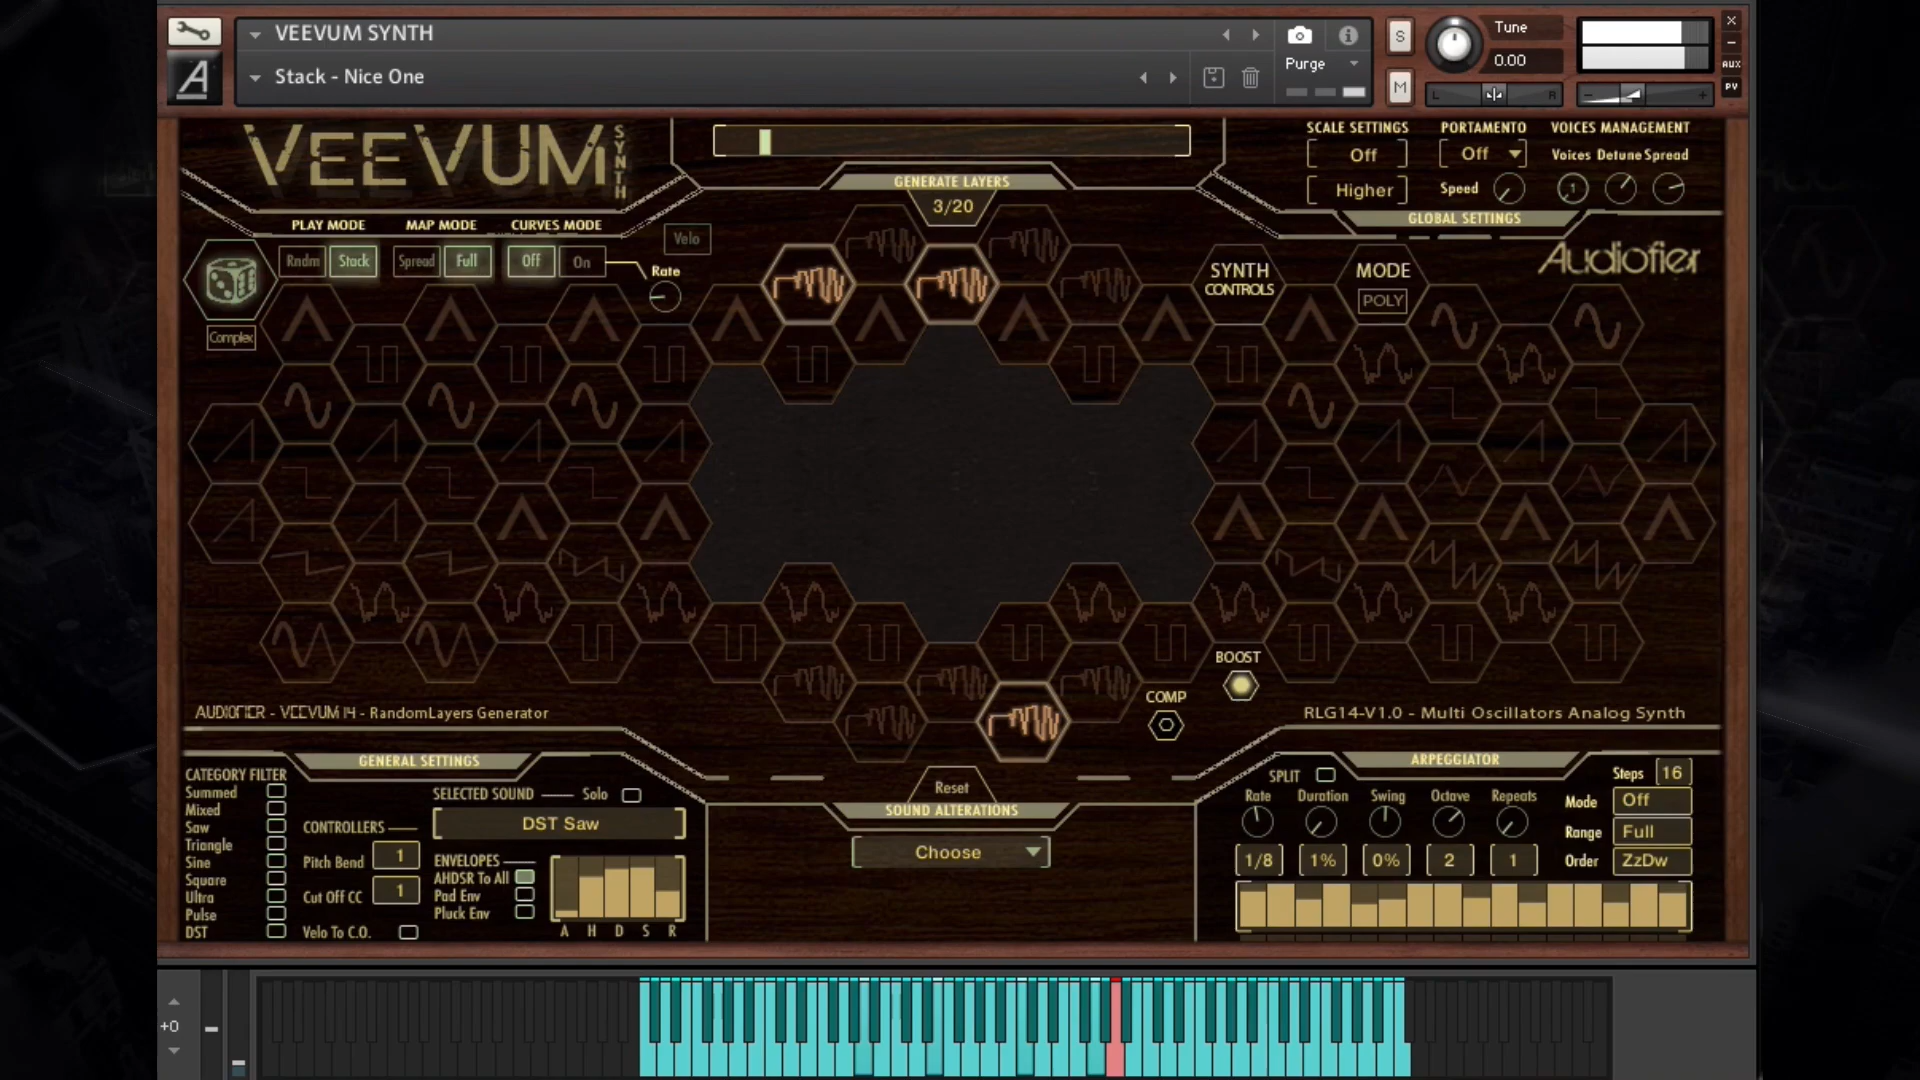 VEEVUM SYNTH
Stack - Nice One
Purge
S
M
Tune
0.00
L
R
AUX
PV
VEEVUM SYNTH
SCALE SETTINGS
Off
Higher
PORTAMENTO
Off
Speed
VOICES MANAGEMENT
Voices Detune Spread
1
GLOBAL SETTINGS
GENERATE LAYERS
3/20
PLAY MODE
MAP MODE
CURVES MODE
Rndm
Stack
Spread
Full
Off
On
Velo
Rate
Complex
SYNTH
CONTROLS
MODE
POLY
Audiofier
BOOST
COMP
AUDIOFIER - VEEVUM 14 - RandomLayers Generator
RLG14-V1.0 - Multi Oscillators Analog Synth
GENERAL SETTINGS
CATEGORY FILTER
Summed
Mixed
Saw
Triangle
Sine
Square
Ultra
Pulse
DST
CONTROLLERS
Pitch Bend
1
Cut Off CC
1
Velo To C.O.
SELECTED SOUND
Solo
DST Saw
ENVELOPES
AHDSR To All
Pad Env
Pluck Env
A H D S R
Reset
SOUND ALTERATIONS
Choose
ARPEGGIATOR
SPLIT
Steps
16
Rate
Duration
Swing
Octave
Repeats
1/8
1%
0%
2
1
Mode
Off
Range
Full
Order
ZzDw
+0